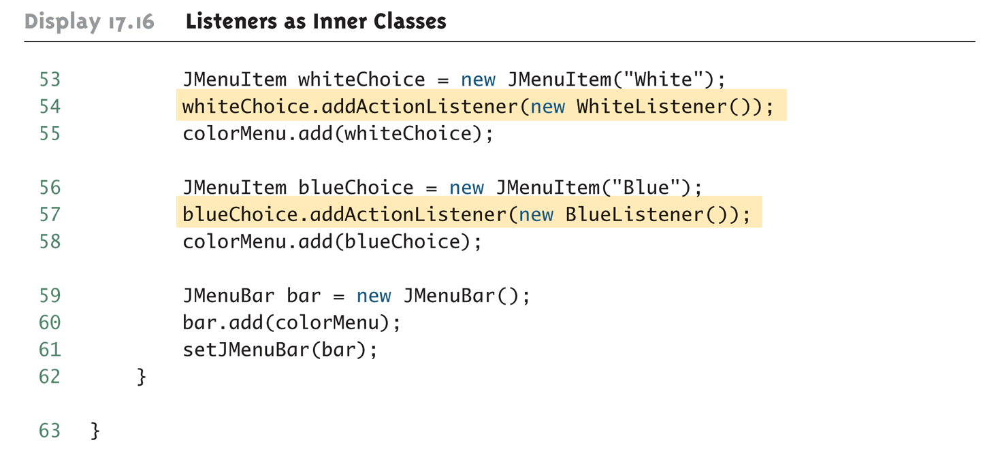 Display 17.16 Listeners as Inner Classes
53 JMenuItem whiteChoice = new JMenuItem("White");
54 whiteChoice.addActionListener(new WhiteListener());
55 colorMenu.add(whiteChoice);
56 JMenuItem blueChoice = new JMenuItem("Blue");
57 blueChoice.addActionListener(new BlueListener());
58 colorMenu.add(blueChoice);
59 JMenuBar bar = new JMenuBar();
60 bar.add(colorMenu);
61 setJMenuBar(bar);
62 }
63 }